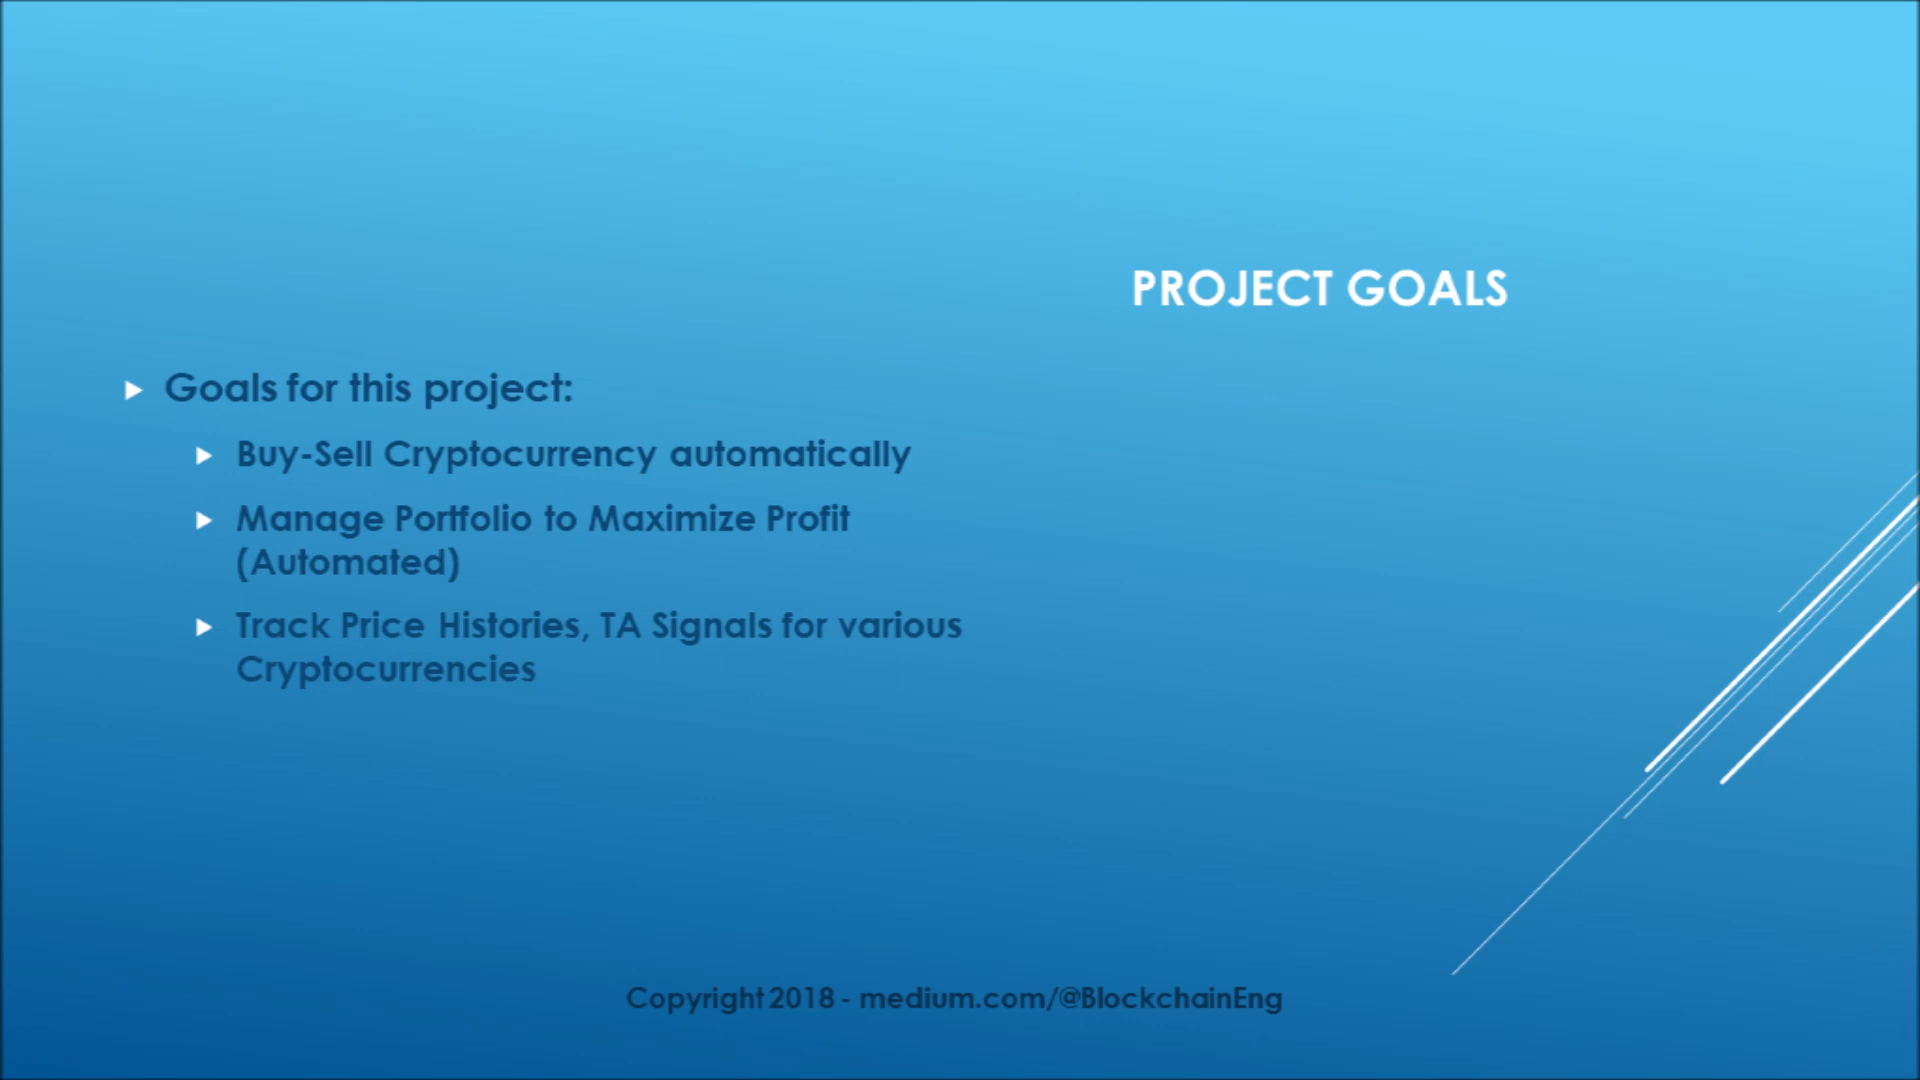 PROJECT GOALS
Goals for this project:
Buy-Sell Cryptocurrency automatically
Manage Portfolio to Maximize Profit
(Automated)
Track Price Histories, TA Signals for various
Cryptocurrencies
Copyright 2018 - medium.com/@BlockchainEng